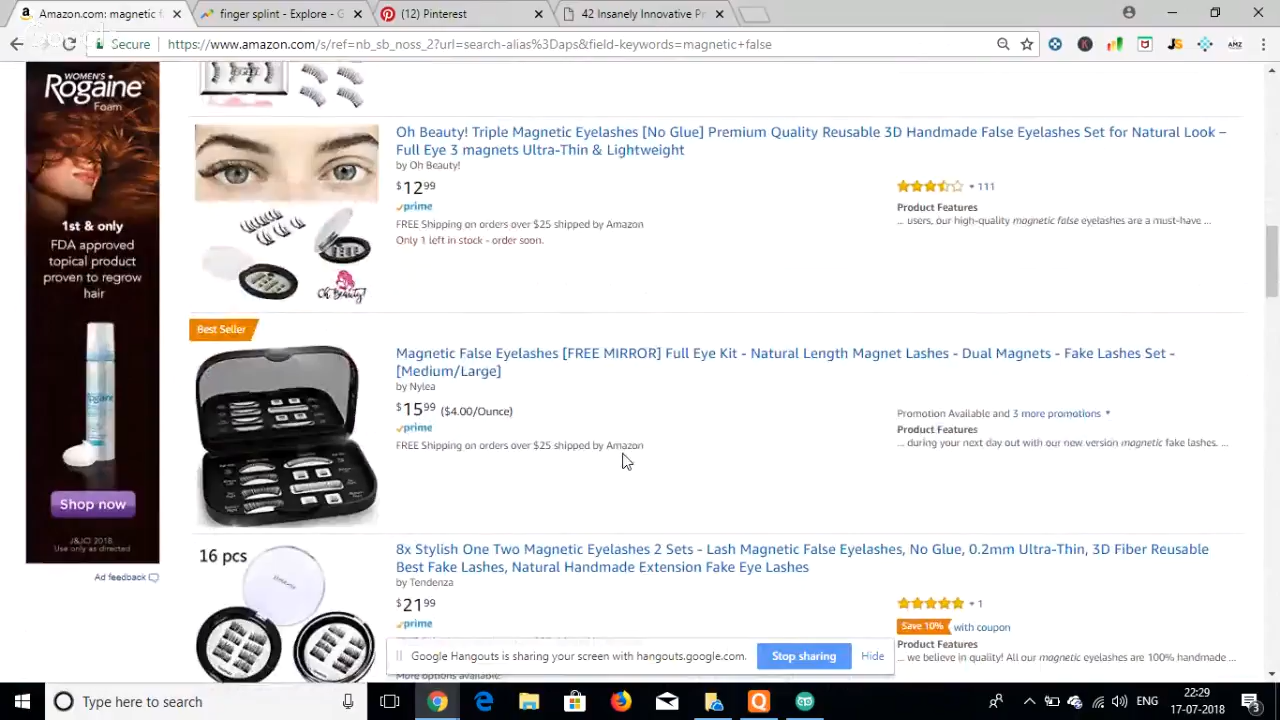 Amazon.com: magnetic f
finger splint - Explore - G
(12) Pinterest
42 Insanely Innovative P
Secure
https://www.amazon.com/s/ref=nb_sb_noss_2?url=search-alias%3Daps&field-keywords=magnetic+false
WOMEN'S
Rogaine
Foam
1st & only
FDA approved
topical product
proven to regrow
hair
Shop now
J&JCI 2018.
Use only as directed
Ad feedback
Oh Beauty! Triple Magnetic Eyelashes [No Glue] Premium Quality Reusable 3D Handmade False Eyelashes Set for Natural Look –
Full Eye 3 magnets Ultra-Thin & Lightweight
by Oh Beauty!
$12 99
prime
FREE Shipping on orders over $25 shipped by Amazon
Only 1 left in stock - order soon.
111
Product Features
... users, our high-quality magnetic false eyelashes are a must-have ...
Oh Beauty!
Best Seller
Magnetic False Eyelashes [FREE MIRROR] Full Eye Kit - Natural Length Magnet Lashes - Dual Magnets - Fake Lashes Set -
[Medium/Large]
by Nylea
$15 99 ($4.00/Ounce)
prime
FREE Shipping on orders over $25 shipped by Amazon
Promotion Available and 3 more promotions
Product Features
... during your next day out with our new version magnetic fake lashes. ...
16 pcs
8x Stylish One Two Magnetic Eyelashes 2 Sets - Lash Magnetic False Eyelashes, No Glue, 0.2mm Ultra-Thin, 3D Fiber Reusable
Best Fake Lashes, Natural Handmade Extension Fake Eye Lashes
by Tendenza
$21 99
prime
1
Save 10% with coupon
Product Features
... we believe in quality! All our magnetic eyelashes are 100% handmade ...
More options available:
Google Hangouts is sharing your screen with hangouts.google.com.
Stop sharing
Hide
Type here to search
ENG
22:29
17-07-2018